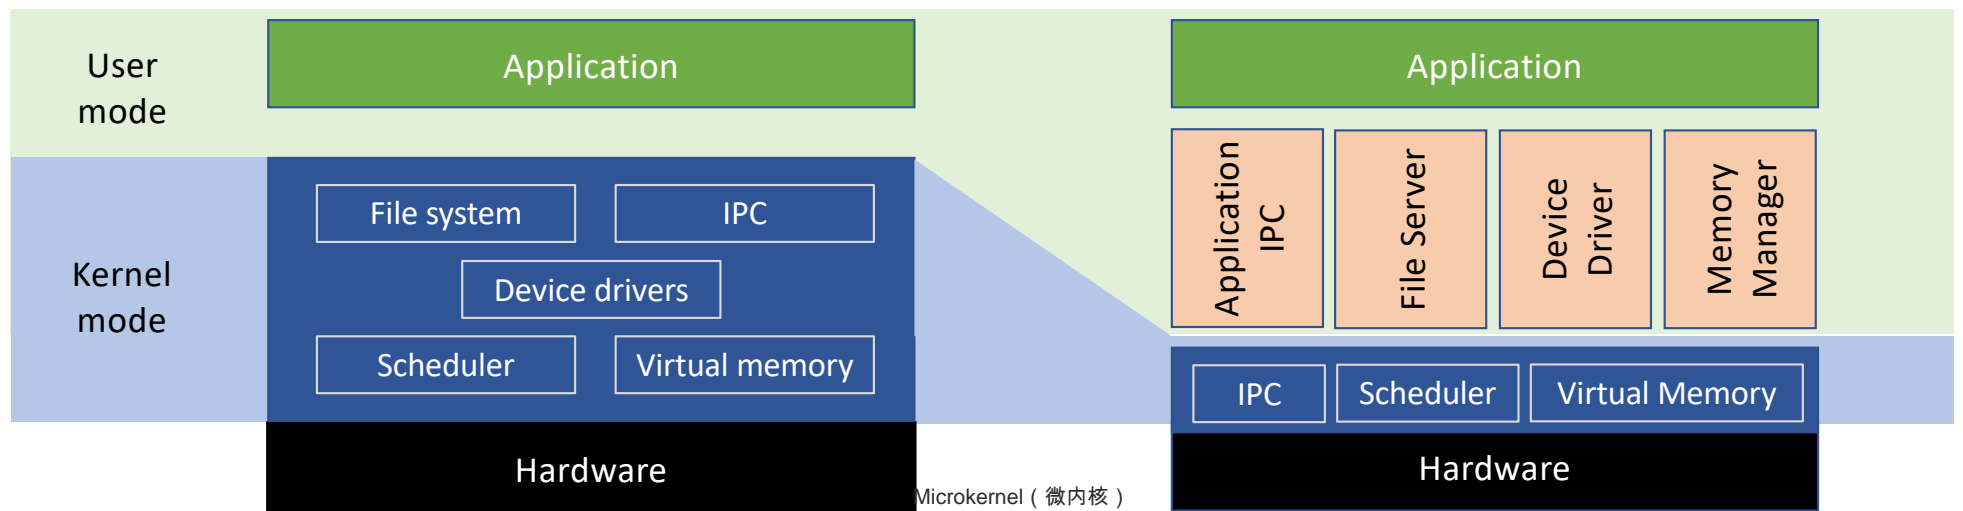 User
mode
Application
Application
Kernel
mode
File system
IPC
Device drivers
Scheduler
Virtual memory
Hardware
Application
IPC
File Server
Device
Driver
Memory
Manager
IPC
Scheduler
Virtual Memory
Hardware
Microkernel（微内核）